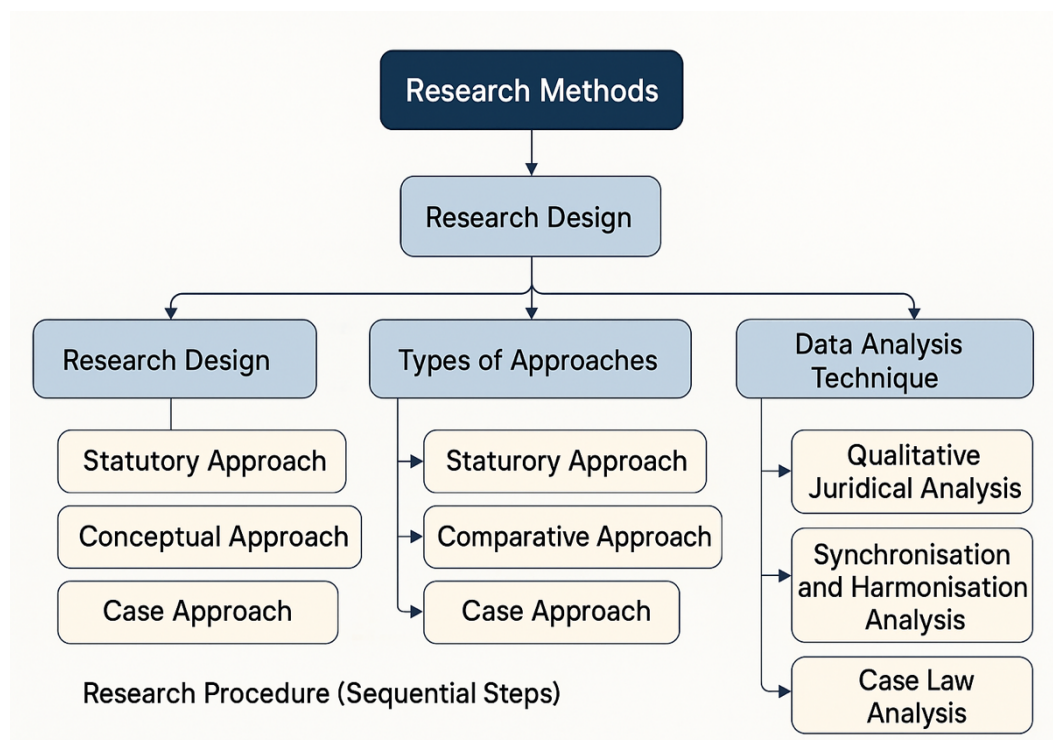 Research Methods
Research Design
Research Design
Statutory Approach
Conceptual Approach
Case Approach
Types of Approaches
Staturory Approach
Comparative Approach
Case Approach
Data Analysis
Technique
Qualitative
Juridical Analysis
Synchronisation
and Harmonisation
Analysis
Case Law
Analysis
Research Procedure (Sequential Steps)